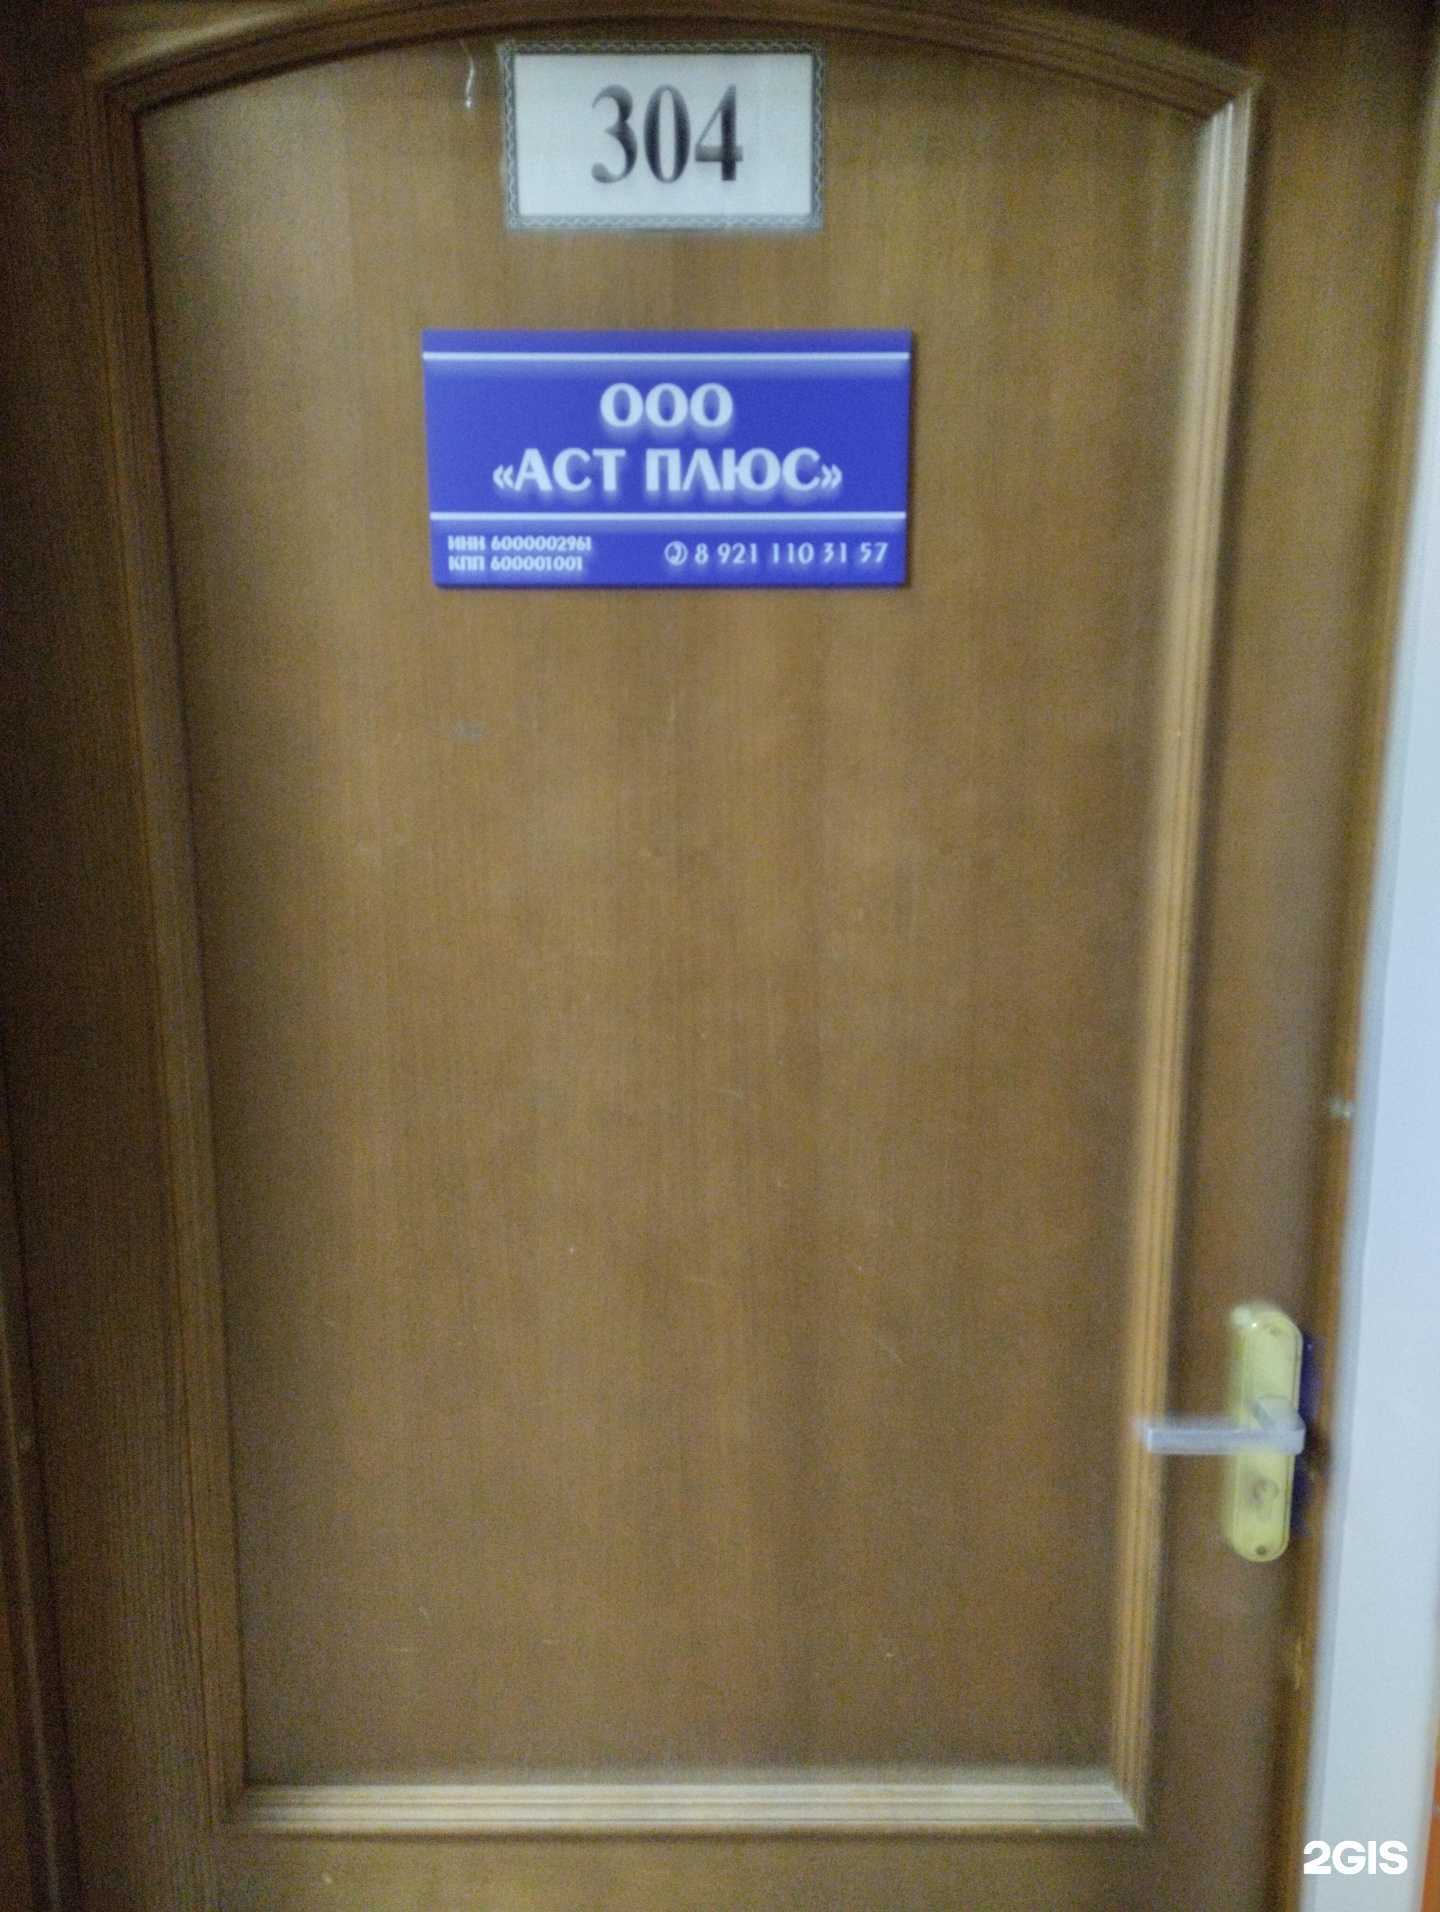 304
ООО
«АСТ ПЛЮС»
ИНН 6000002961
КПП 600001001
8 921 110 31 57
2GIS